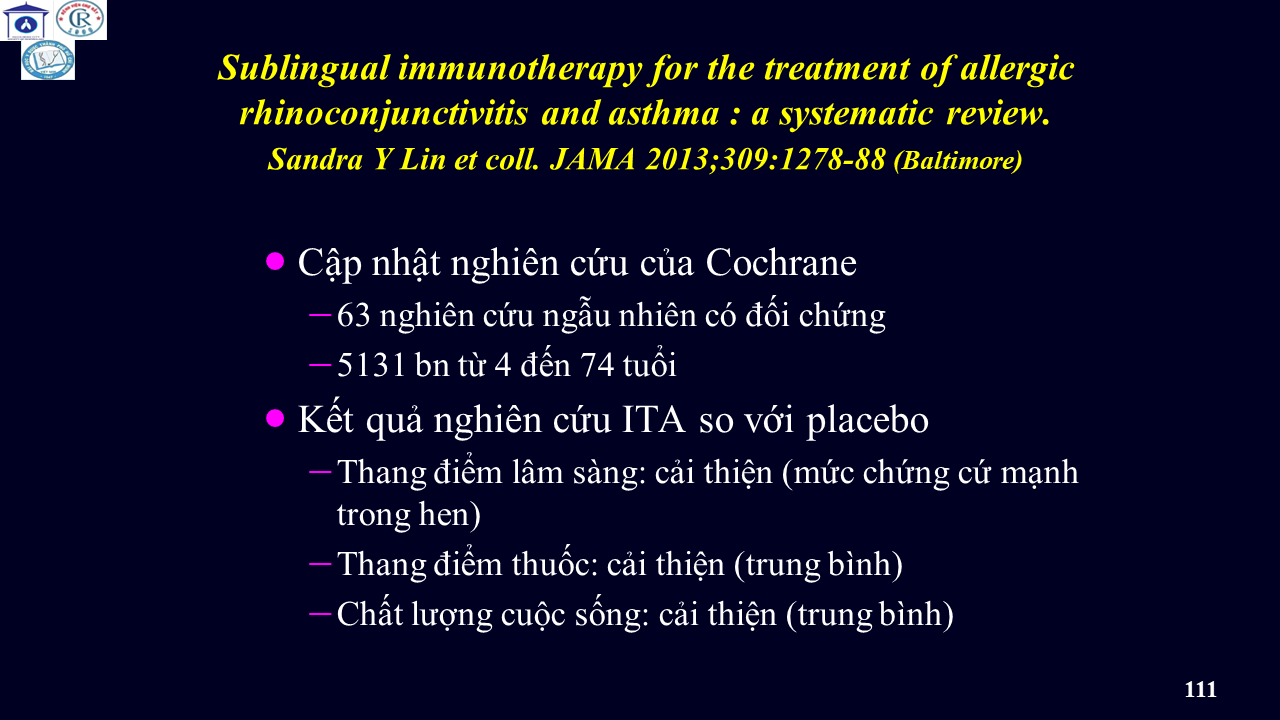 Sublingual immunotherapy for the treatment of allergic
rhinoconjunctivitis and asthma : a systematic review.
Sandra Y Lin et coll. JAMA 2013;309:1278-88 (Baltimore)
Cập nhật nghiên cứu của Cochrane
63 nghiên cứu ngẫu nhiên có đối chứng
5131 bn từ 4 đến 74 tuổi
Kết quả nghiên cứu ITA so với placebo
Thang điểm lâm sàng: cải thiện (mức chứng cứ mạnh
trong hen)
Thang điểm thuốc: cải thiện (trung bình)
Chất lượng cuộc sống: cải thiện (trung bình)
111